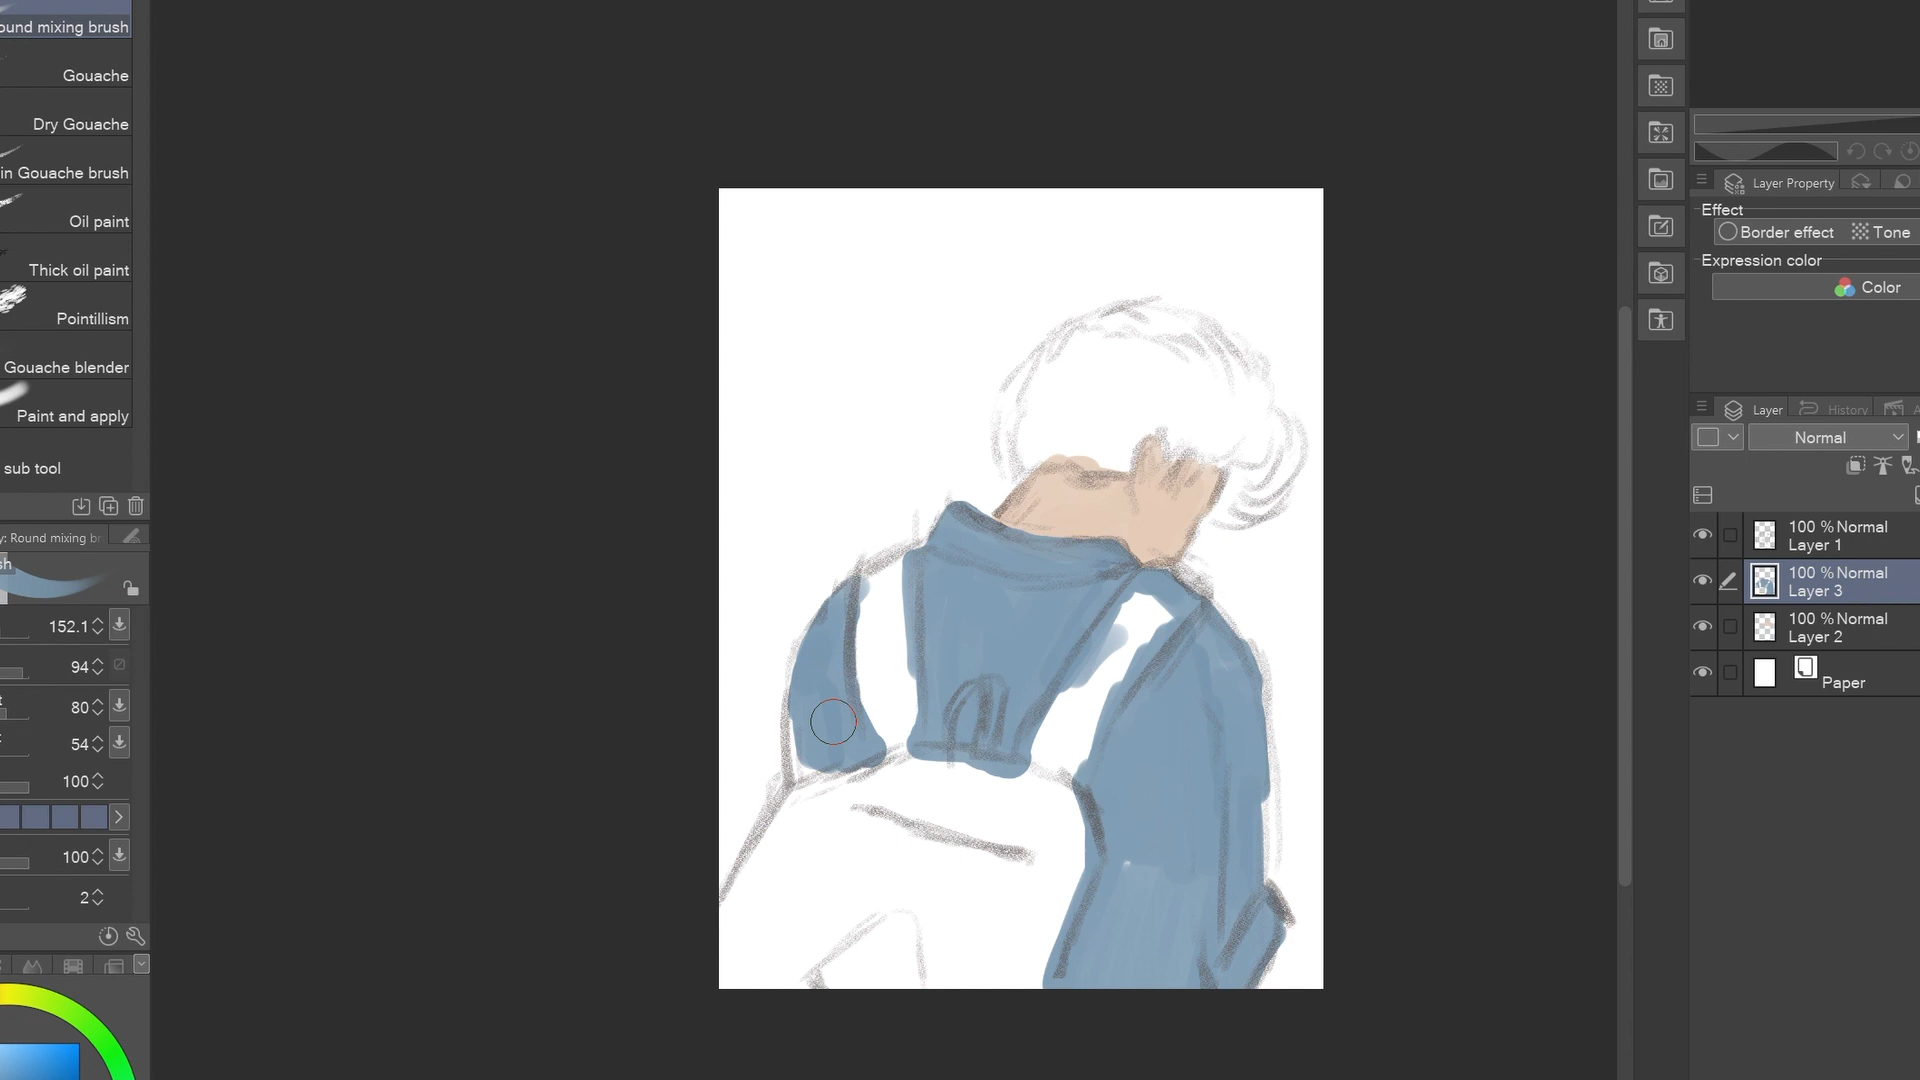 ound mixing brush
Gouache
Dry Gouache
in Gouache brush
Oil paint
Thick oil paint
Pointillism
Gouache blender
Paint and apply
sub tool
y: Round mixing br
sh
152.1
94
t
80
54
100
100
2
Layer Property
Effect
Border effect
Tone
Expression color
Color
Layer
History
A
Normal
100 % Normal
Layer 1
100 % Normal
Layer 3
100 % Normal
Layer 2
Paper